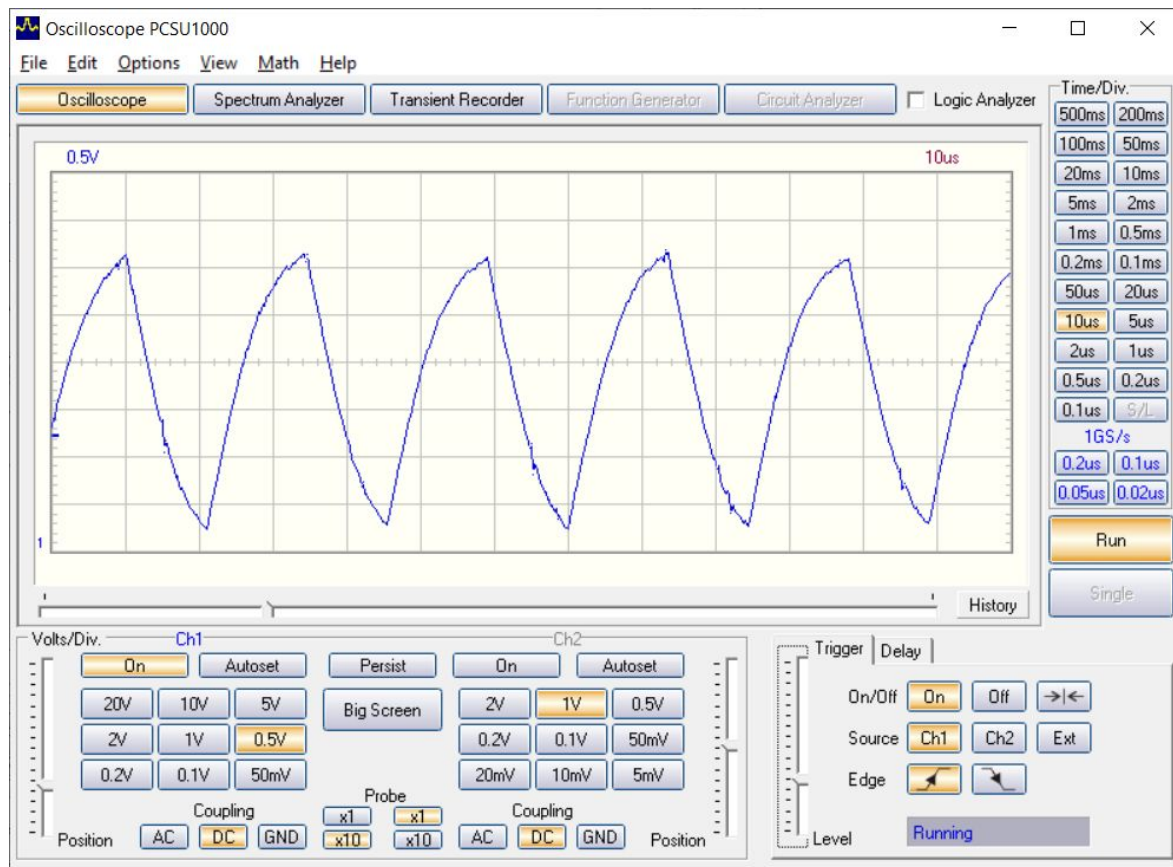 Oscilloscope PCSU1000
File Edit Options View Math Help
Oscilloscope Spectrum Analyzer Transient Recorder Function Generator Circuit Analyzer Logic Analyzer
0.5V 10us
1
History
Time/Div.
500ms 200ms
100ms 50ms
20ms 10ms
5ms 2ms
1ms 0.5ms
0.2ms 0.1ms
50us 20us
10us 5us
2us 1us
0.5us 0.2us
0.1us S/L
1GS/s
0.2us 0.1us
0.05us 0.02us
Run
Single
Volts/Div. Ch1 Ch2
On Autoset Persist On Autoset
20V 10V 5V Big Screen 2V 1V 0.5V
2V 1V 0.5V 0.2V 0.1V 50mV
0.2V 0.1V 50mV 20mV 10mV 5mV
Coupling Probe Coupling
x1 x1
Position AC DC GND x10 x10 AC DC GND Position
Trigger Delay
On/Off On Off
Source Ch1 Ch2 Ext
Edge
Level Running